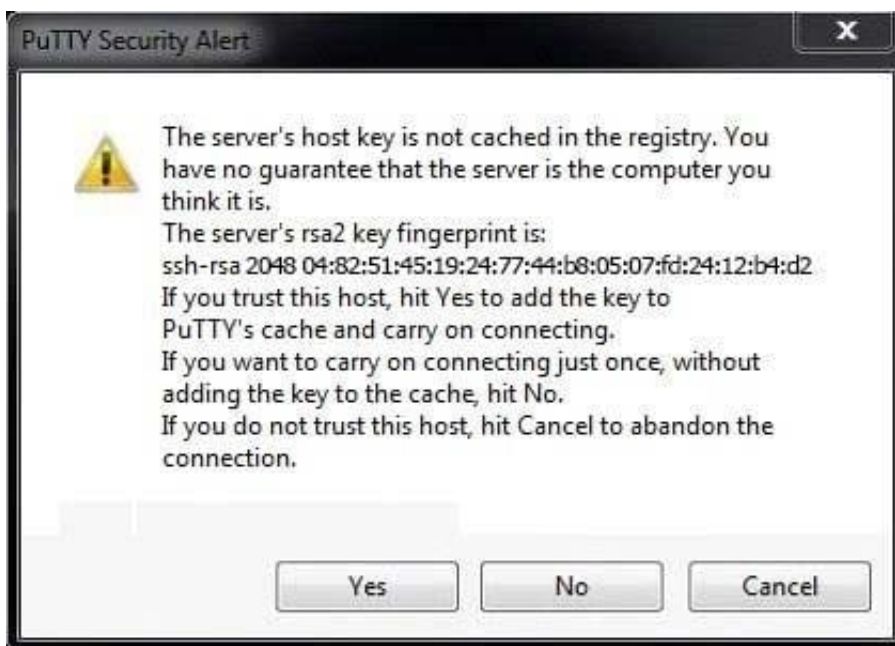 PuTTY Security Alert
x
The server's host key is not cached in the registry. You
have no guarantee that the server is the computer you
think it is.
The server's rsa2 key fingerprint is:
ssh-rsa 2048 04:82:51:45:19:24:77:44:b8:05:07:fd:24:12:b4:d2
If you trust this host, hit Yes to add the key to
PuTTY's cache and carry on connecting.
If you want to carry on connecting just once, without
adding the key to the cache, hit No.
If you do not trust this host, hit Cancel to abandon the
connection.
Yes No Cancel